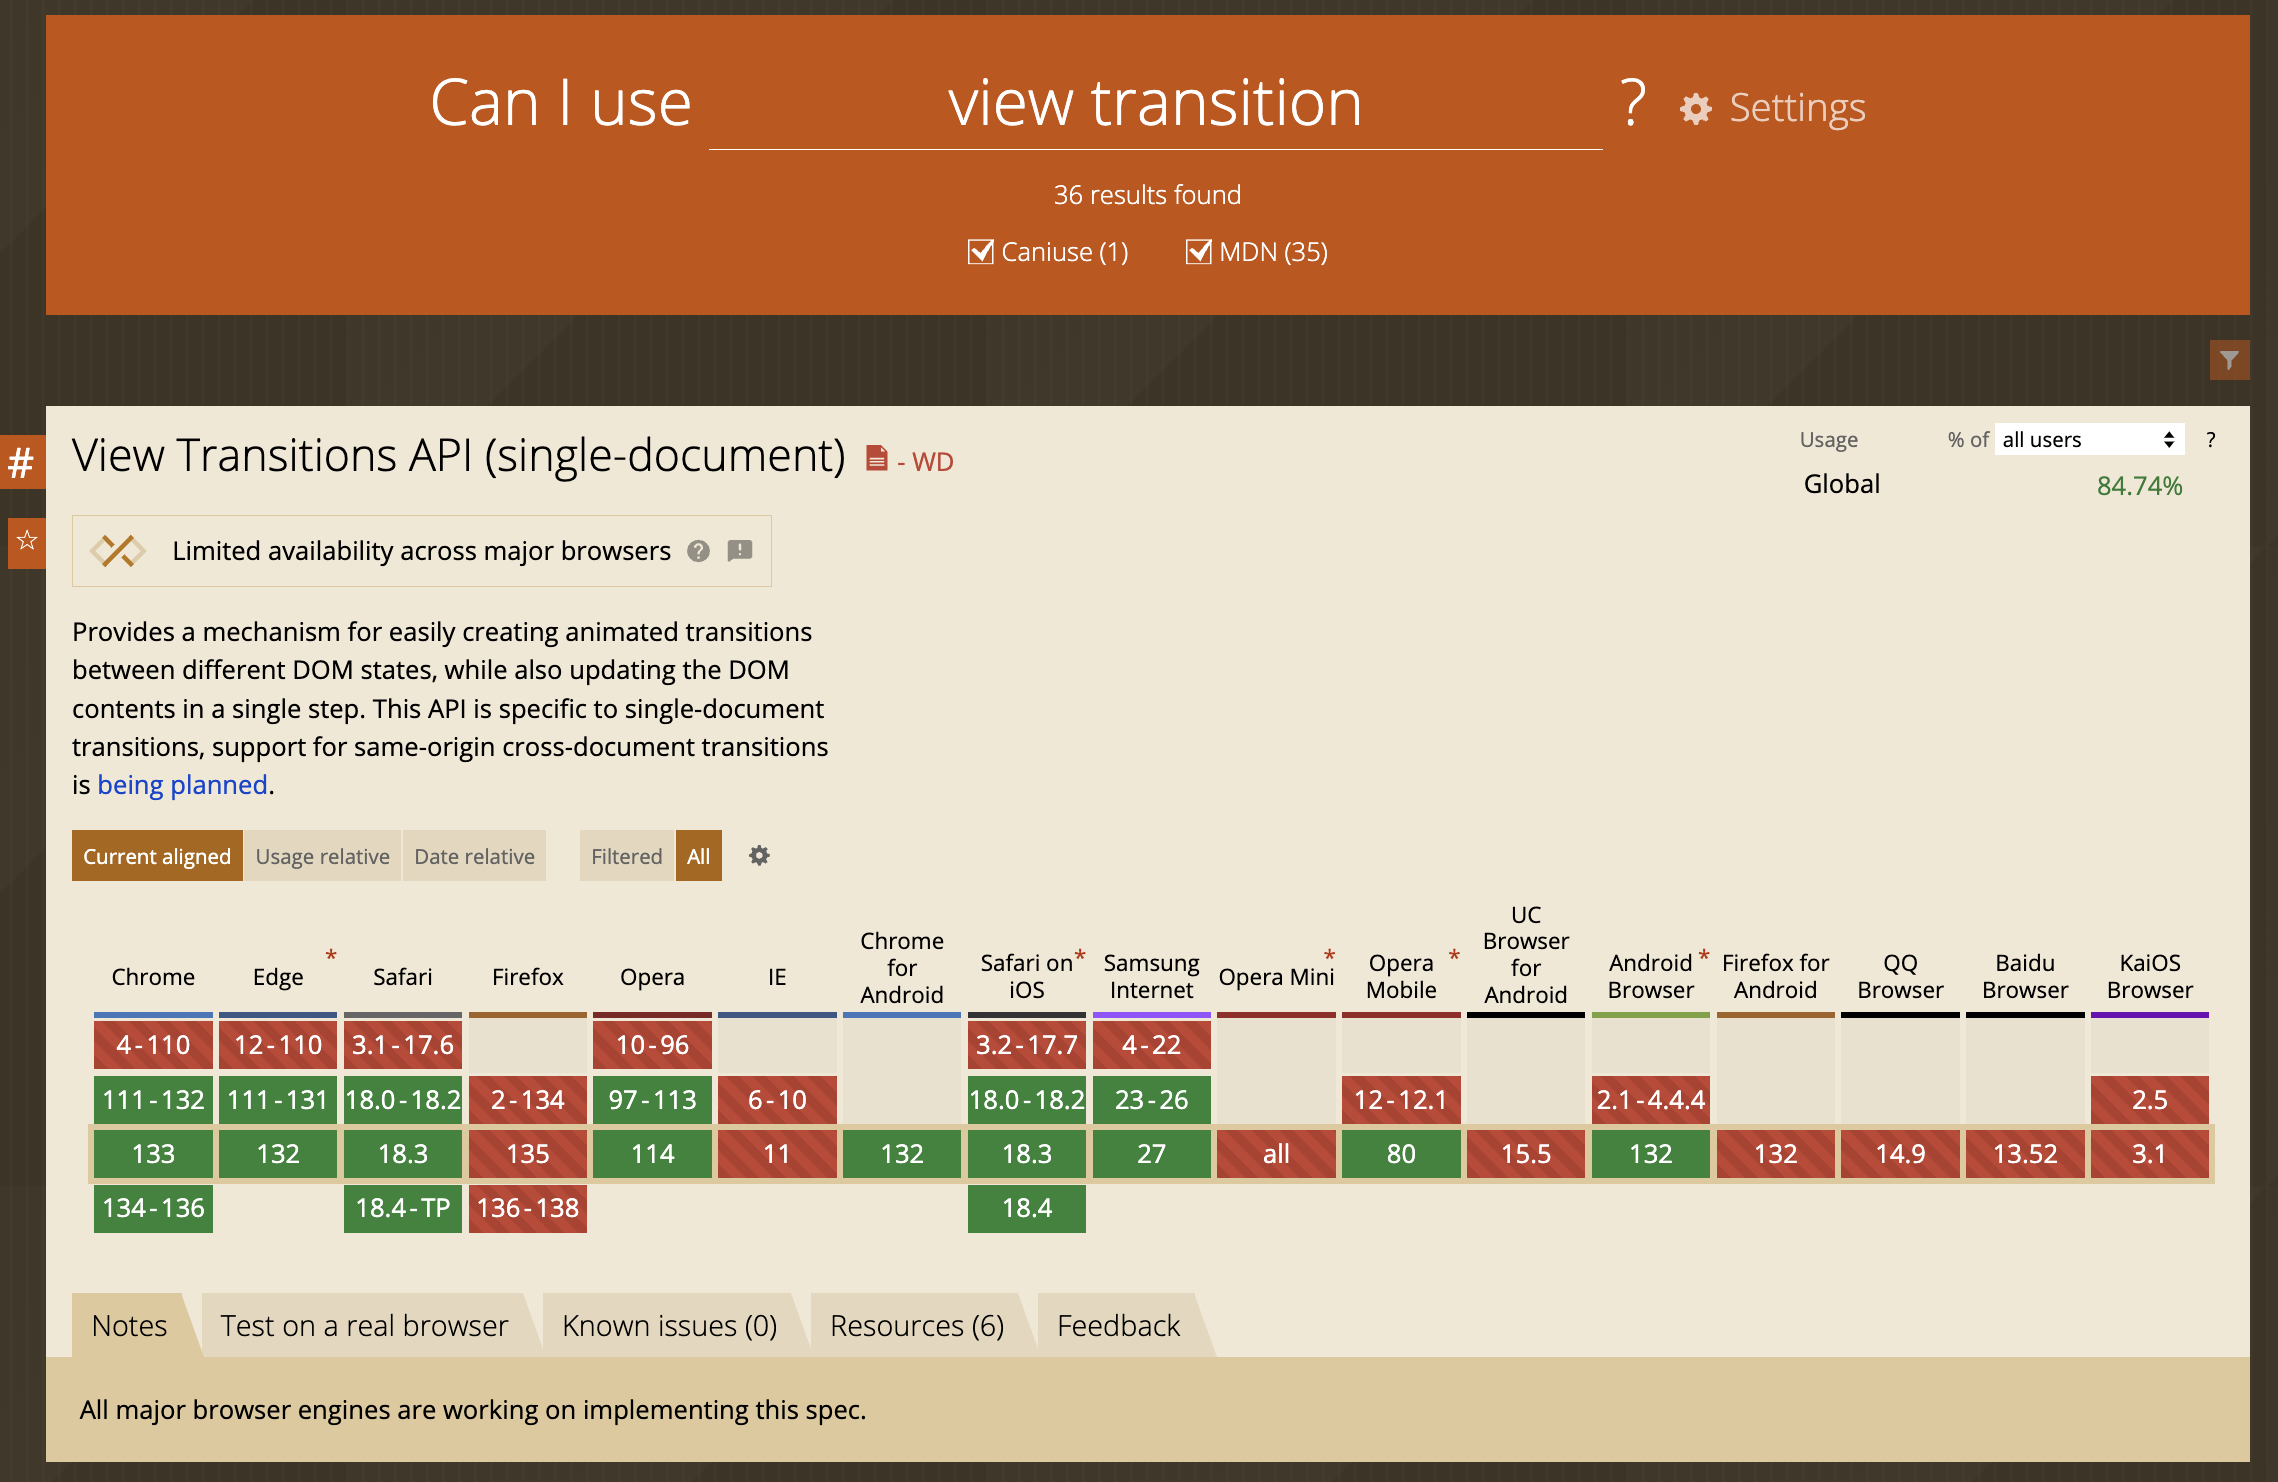 Can I use view transition ? Settings
36 results found
Caniuse (1) MDN (35)
#
View Transitions API (single-document) - WD
Usage % of all users ?
Global 84.74%
Limited availability across major browsers
Provides a mechanism for easily creating animated transitions
between different DOM states, while also updating the DOM
contents in a single step. This API is specific to single-document
transitions, support for same-origin cross-document transitions
is being planned.
Current aligned Usage relative Date relative Filtered All
Chrome
Edge *
Safari
Firefox
Opera
IE
Chrome
for
Android
Safari on *
iOS
Samsung
Internet
Opera Mini *
Opera *
Mobile
UC
Browser
for
Android
Android *
Browser
Firefox for
Android
QQ
Browser
Baidu
Browser
KaiOS
Browser
4-110 12-110 3.1-17.6 10-96 3.2-17.7 4-22
111-132 111-131 18.0-18.2 2-134 97-113 6-10 18.0-18.2 23-26 12-12.1 2.1-4.4.4 2.5
133 132 18.3 135 114 11 132 18.3 27 all 80 15.5 132 132 14.9 13.52 3.1
134-136 18.4-TP 136-138 18.4
Notes Test on a real browser Known issues (0) Resources (6) Feedback
All major browser engines are working on implementing this spec.